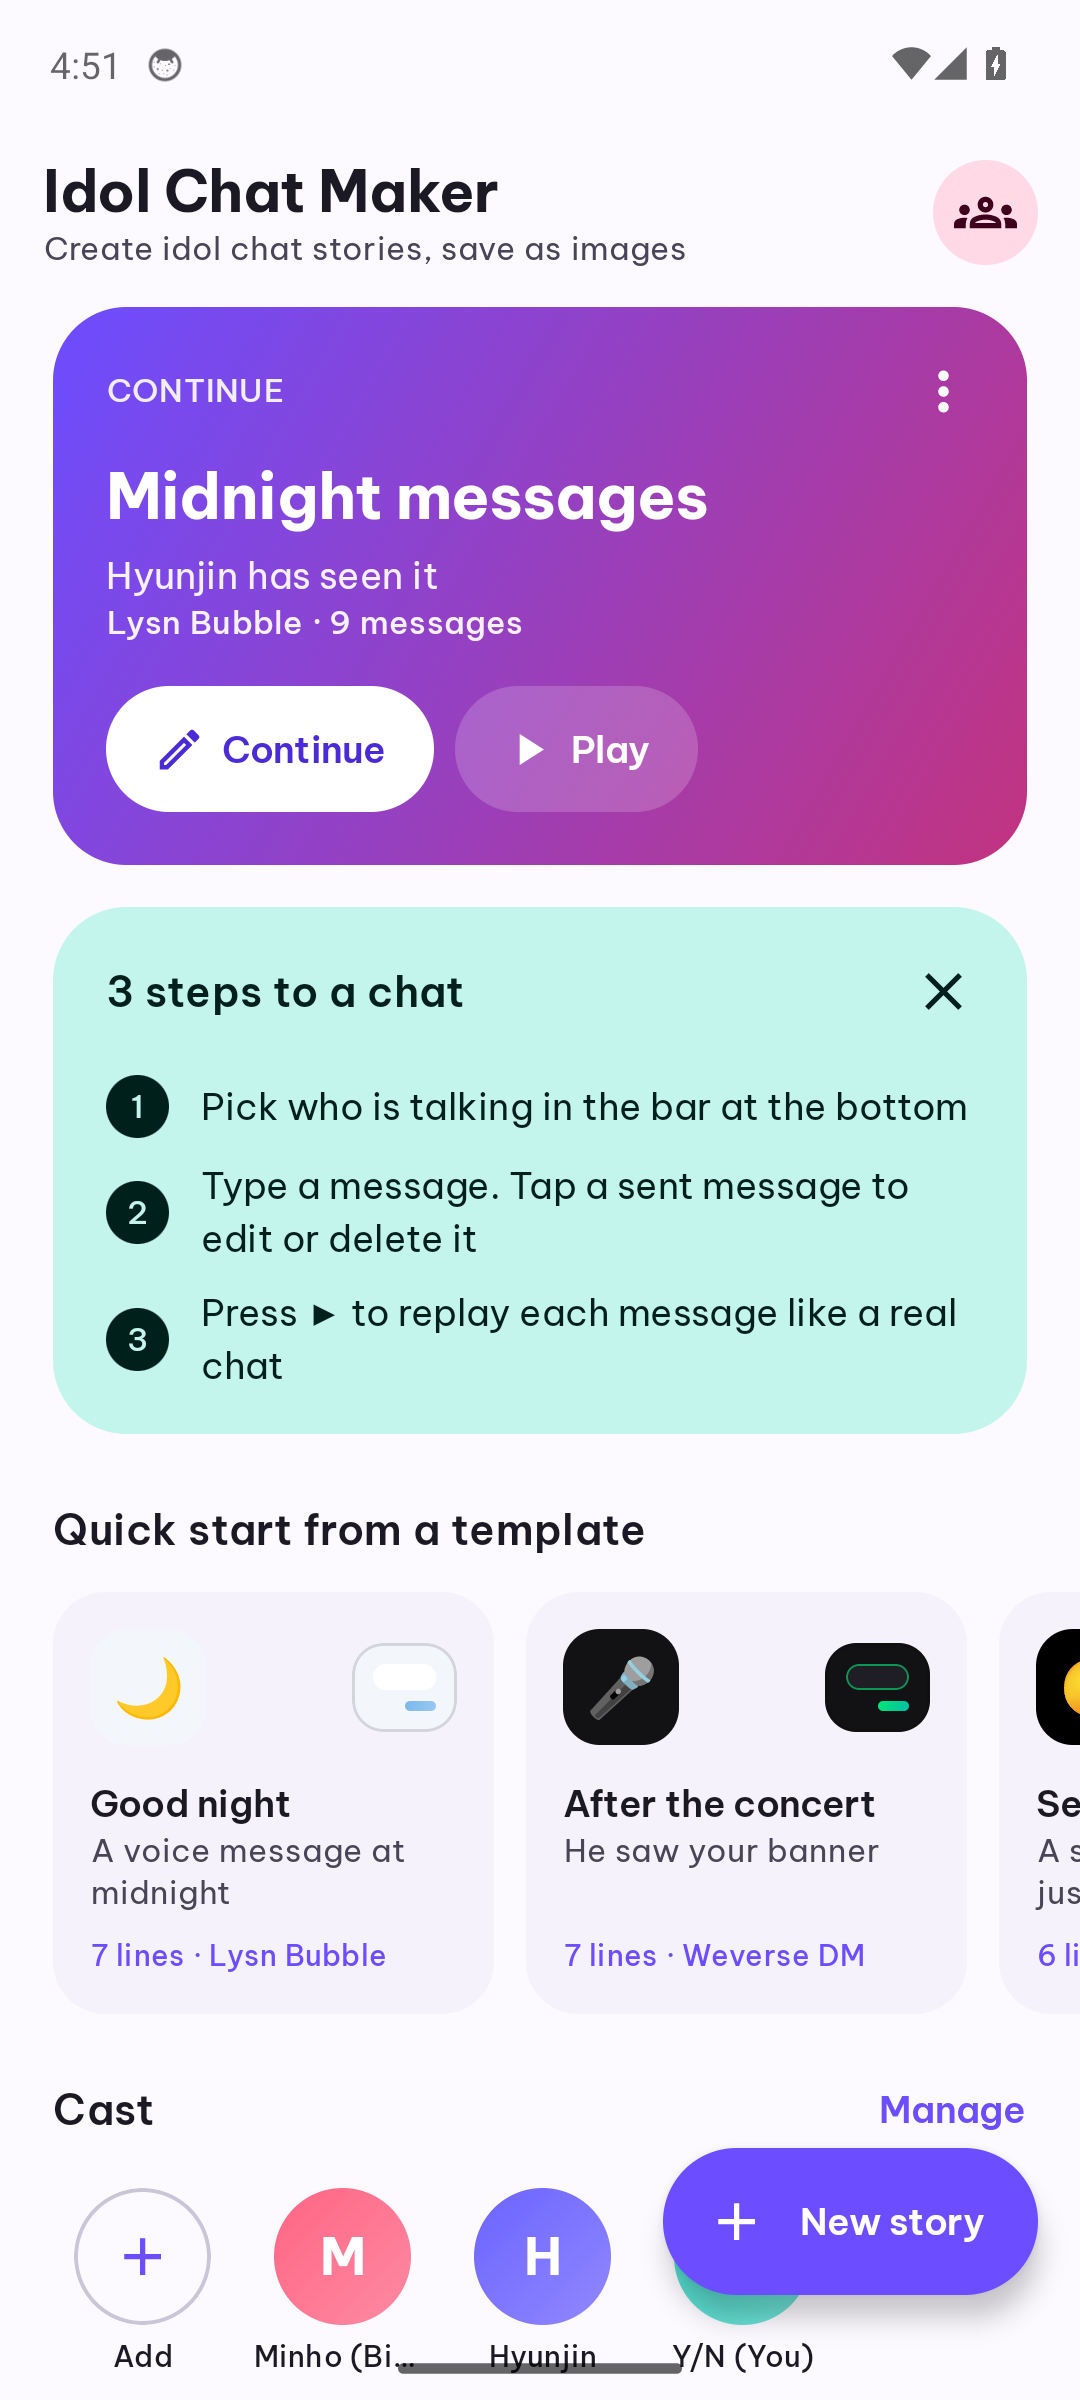 4:51
Idol Chat Maker
Create idol chat stories, save as images
CONTINUE
Midnight messages
Hyunjin has seen it
Lysn Bubble · 9 messages
Continue
Play
3 steps to a chat
1 Pick who is talking in the bar at the bottom
2 Type a message. Tap a sent message to
edit or delete it
3 Press ► to replay each message like a real
chat
Quick start from a template
Good night
A voice message at
midnight
7 lines · Lysn Bubble
After the concert
He saw your banner
7 lines · Weverse DM
Se
A s
jus
6 li
Cast
Manage
New story
M
H
Add
Minho (Bi...
Hyunjin
Y/N (You)